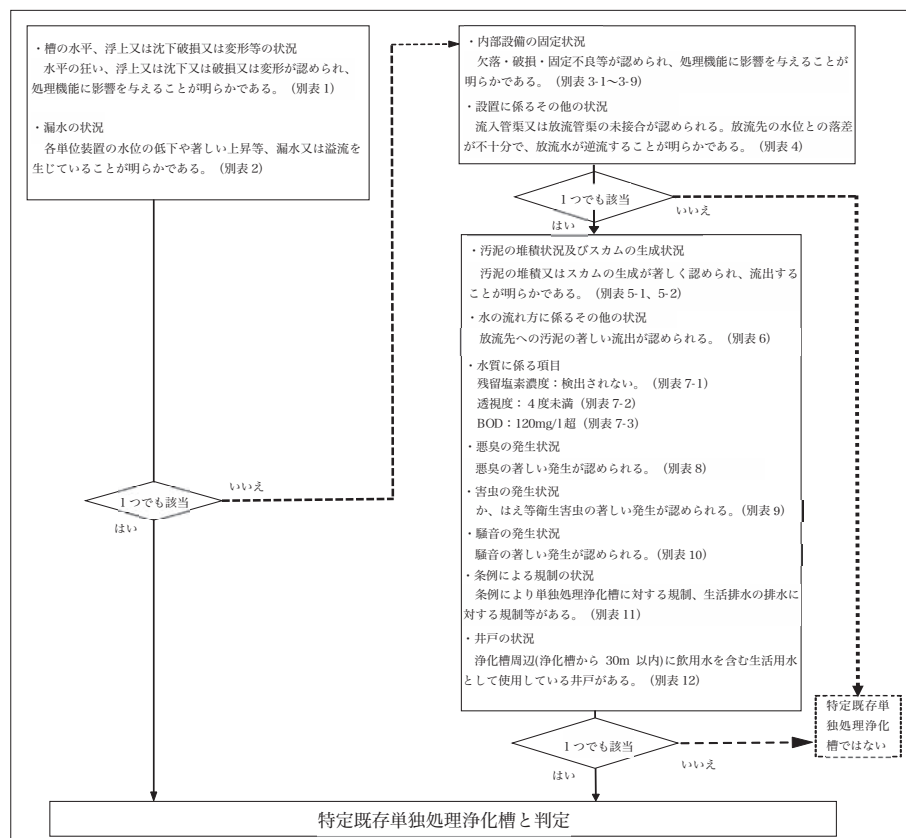 ・槽の水平、浮上又は沈下破損又は変形等の状況
水平の狂い、浮上又は沈下又は破損又は変形が認められ、
処理機能に影響を与えることが明らかである。（別表 1）
・漏水の状況
各単位装置の水位の低下や著しい上昇等、漏水又は溢流を
生じていることが明らかである。（別表 2）
1 つでも該当
いいえ
はい
・内部設備の固定状況
欠落・破損・固定不良等が認められ、処理機能に影響を与えることが
明らかである。（別表 3-1～3-9）
・設置に係るその他の状況
流入管渠又は放流管渠の未接合が認められる。放流先の水位との落差
が不十分で、放流水が逆流することが明らかである。（別表 4）
1 つでも該当
いいえ
はい
・汚泥の堆積状況及びスカムの生成状況
汚泥の堆積又はスカムの生成が著しく認められ、流出する
ことが明らかである。（別表 5-1、5-2）
・水の流れ方に係るその他の状況
放流先への汚泥の著しい流出が認められる。（別表 6）
・水質に係る項目
残留塩素濃度：検出されない。（別表 7-1）
透視度：４度未満（別表 7-2）
BOD：120mg/l 超（別表 7-3）
・悪臭の発生状況
悪臭の著しい発生が認められる。（別表 8）
・害虫の発生状況
か、はえ等衛生害虫の著しい発生が認められる。（別表 9）
・騒音の発生状況
騒音の著しい発生が認められる。（別表 10）
・条例による規制の状況
条例により単独処理浄化槽に対する規制、生活排水の排水に
対する規制等がある。（別表 11）
・井戸の状況
浄化槽周辺(浄化槽から 30m 以内)に飲用水を含む生活用水
として使用している井戸がある。（別表 12）
1 つでも該当
いいえ
はい
特定既存単
独処理浄化
槽ではない
特定既存単独処理浄化槽と判定